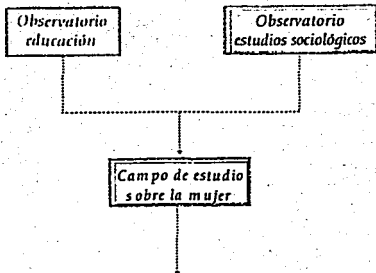 Observatorio
educación
Observatorio
estudios sociológicos
Campo de estudio
sobre la mujer